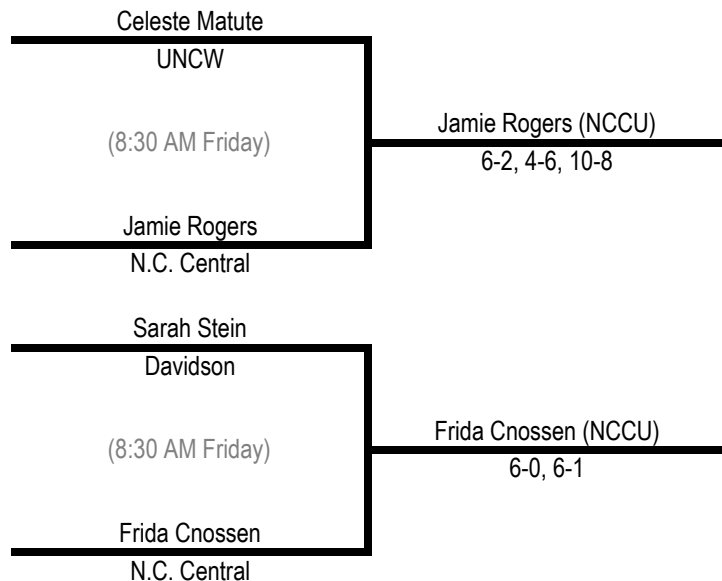 Celeste Matute
UNCW
(8:30 AM Friday)
Jamie Rogers (NCCU)
6-2, 4-6, 10-8
Jamie Rogers
N.C. Central
Sarah Stein
Davidson
(8:30 AM Friday)
Frida Cnossen (NCCU)
6-0, 6-1
Frida Cnossen
N.C. Central